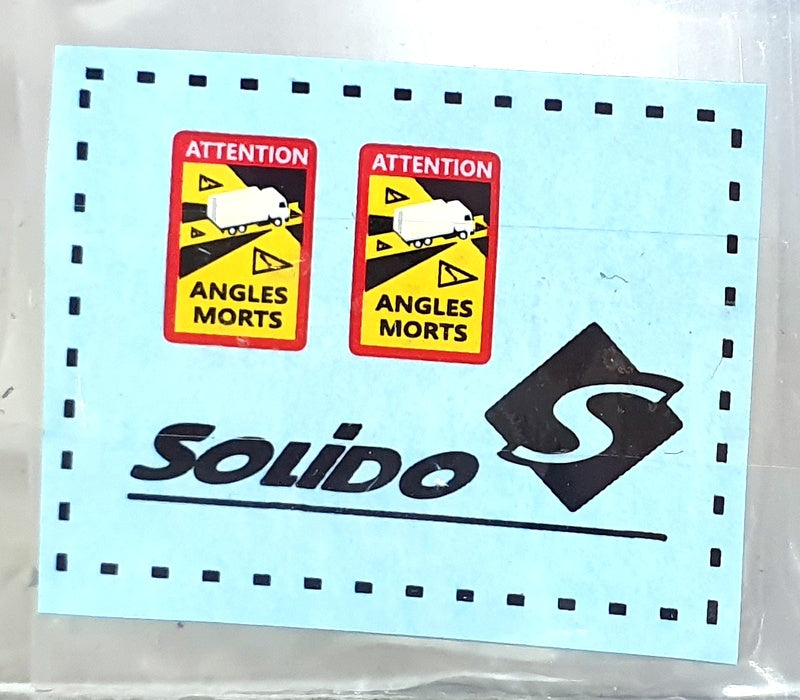 ATTENTION
ANGLES
MORTS
ATTENTION
ANGLES
MORTS
SOLIDO
S